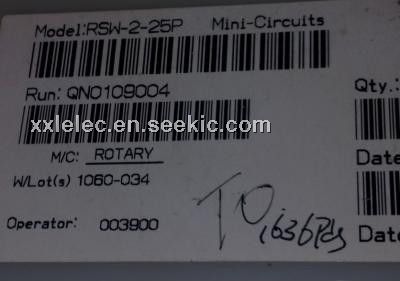 Model:RSW-2-25P Mini-Circuits
Run: QN0109004
Qty.:
xxlelec.en.seekic.com
M/C: ROTARY
Date
W/Lot(s) 1060-034
Operator: 003900
Date